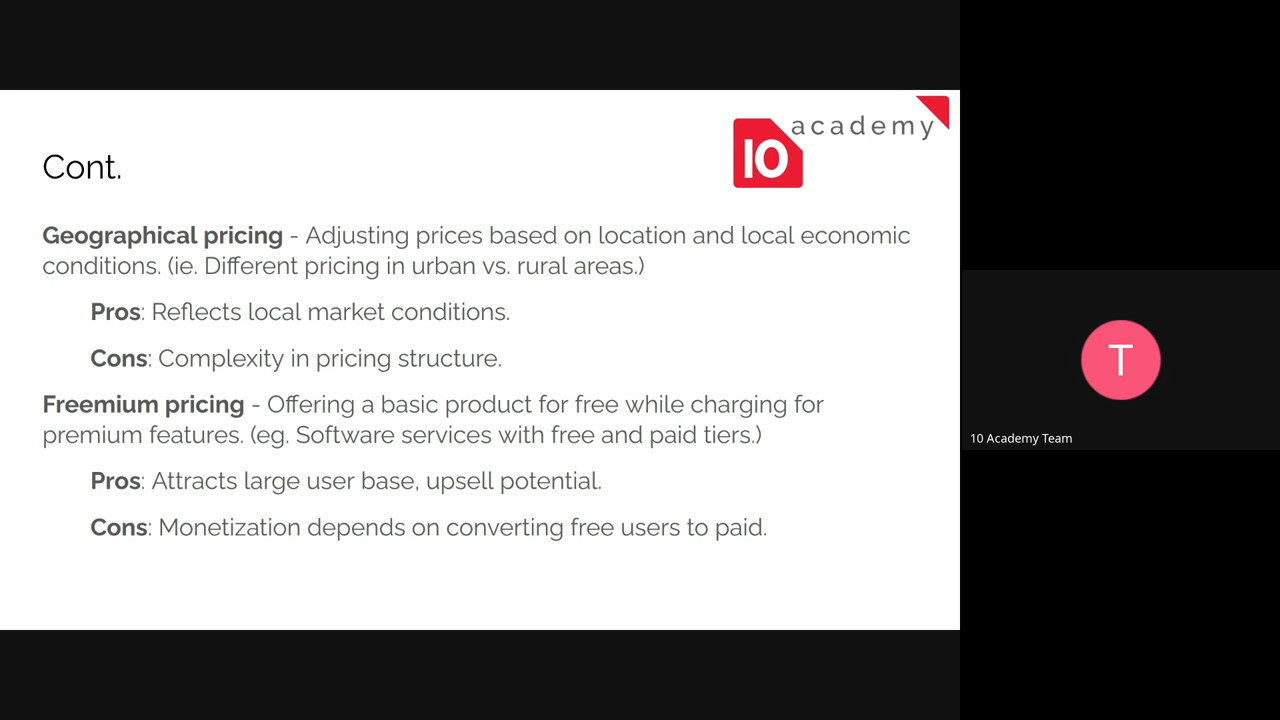 academy
10
Cont.
Geographical pricing - Adjusting prices based on location and local economic
conditions. (ie. Different pricing in urban vs. rural areas.)
Pros: Reflects local market conditions.
Cons: Complexity in pricing structure.
Freemium pricing - Offering a basic product for free while charging for
premium features. (eg. Software services with free and paid tiers.)
Pros: Attracts large user base, upsell potential.
Cons: Monetization depends on converting free users to paid.
T
10 Academy Team